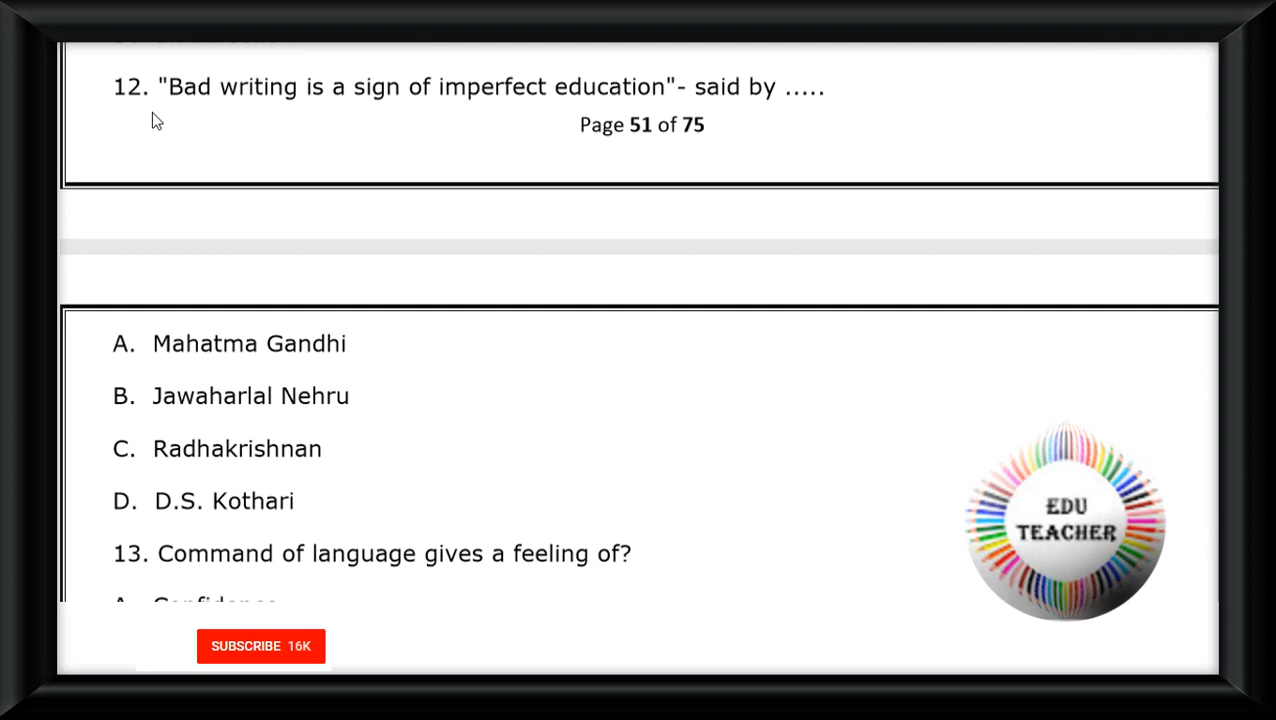 12. "Bad writing is a sign of imperfect education"- said by .....
Page 51 of 75
A. Mahatma Gandhi
B. Jawaharlal Nehru
C. Radhakrishnan
D. D.S. Kothari
EDU
TEACHER
13. Command of language gives a feeling of?
SUBSCRIBE 16K